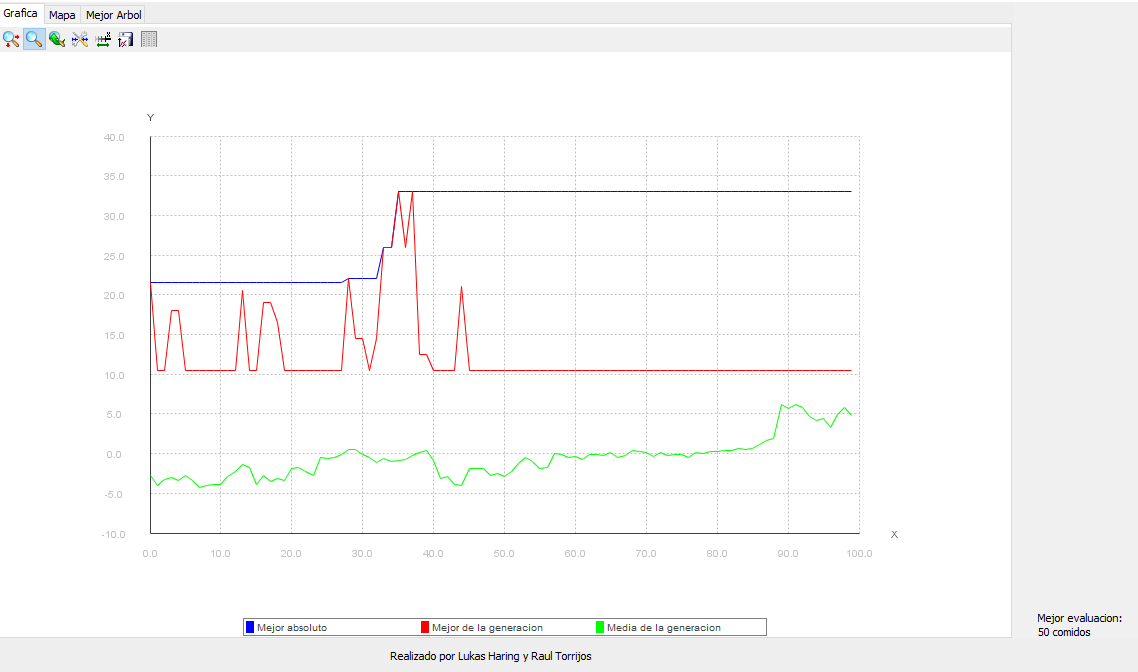 Grafica Mapa Mejor Arbol
Y
40.0
35.0
30.0
25.0
20.0
15.0
10.0
5.0
0.0
-5.0
-10.0
X
0.0 10.0 20.0 30.0 40.0 50.0 60.0 70.0 80.0 90.0 100.0
Mejor absoluto Mejor de la generacion Media de la generacion
Mejor evaluacion:
50 comidos
Realizado por Lukas Haring y Raul Torrijos